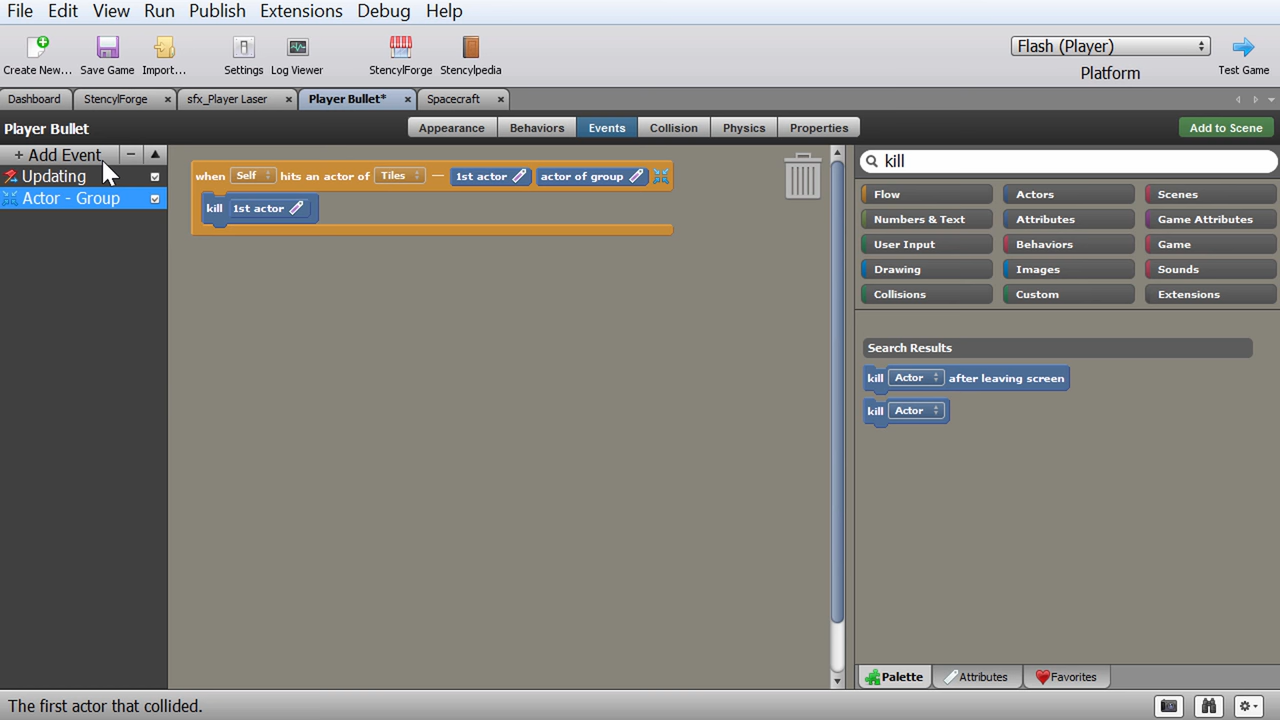 File Edit View Run Publish Extensions Debug Help
Create New... Save Game Import... Settings Log Viewer StencylForge Stencylpedia
Flash (Player)
Platform
Test Game
Dashboard StencylForge × sfx_Player Laser × Player Bullet* × Spacecraft ×
Player Bullet
Appearance Behaviors Events Collision Physics Properties
Add to Scene
+ Add Event −
Updating
Actor - Group
when Self hits an actor of Tiles — 1st actor actor of group
kill 1st actor
kill
Flow Actors Scenes
Numbers & Text Attributes Game Attributes
User Input Behaviors Game
Drawing Images Sounds
Collisions Custom Extensions
Search Results
kill Actor after leaving screen
kill Actor
Palette Attributes Favorites
The first actor that collided.